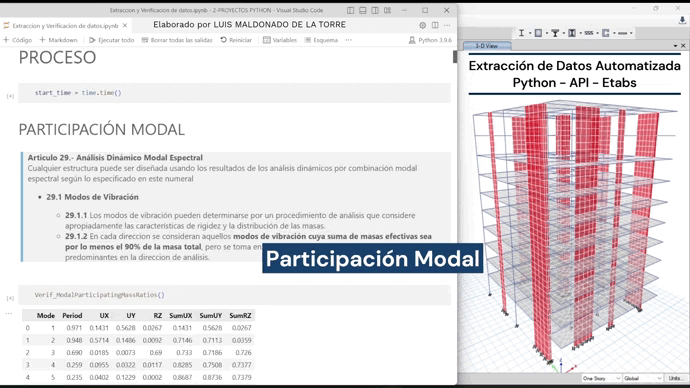 Extraccion y Verificacion de datos.ipynb - 2-PROYECTOS PYTHON - Visual Studio Code
Extraccion y Verificacion de datos.ipynb
Elaborado por LUIS MALDONADO DE LA TORRE
Código
Markdown
Ejecutar todo
Borrar todas las salidas
Reiniciar
Variables
Esquema
Python 3.9.6
PROCESO
start_time = time.time()
PARTICIPACIÓN MODAL
Artículo 29.- Análisis Dinámico Modal Espectral
Cualquier estructura puede ser diseñada usando los resultados de los análisis dinámicos por combinación modal
espectral según lo especificado en este numeral
29.1 Modos de Vibración
29.1.1 Los modos de vibración pueden determinarse por un procedimiento de análisis que considere
apropiadamente las características de rigidez y la distribución de las masas.
29.1.2 En cada direccion se consideran aquellos modos de vibración cuya suma de masas efectivas sea
por lo menos el 90% de la masa total, pero se toma en
predominantes en la direccion de análisis.
Participación Modal
Verif_ModalParticipatingMassRatios()
Mode Period UX UY RZ SumUX SumUY SumRZ
0 1 0.971 0.1431 0.5628 0.0267 0.1431 0.5628 0.0267
1 2 0.948 0.5714 0.1486 0.0092 0.7146 0.7113 0.0359
2 3 0.690 0.0185 0.0073 0.69 0.733 0.7186 0.726
3 4 0.259 0.0955 0.0322 0.0117 0.8285 0.7508 0.7377
4 5 0.235 0.0402 0.1229 0.0002 0.8687 0.8736 0.7379
3-D View
Extracción de Datos Automatizada
Python - API - Etabs
One Story
Global
Units...